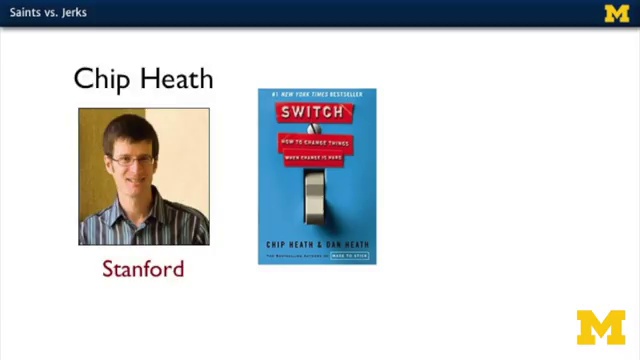 Saints vs. Jerks
M
Chip Heath
Stanford
#1 NEW YORK TIMES BESTSELLER
SWITCH
HOW TO CHANGE THINGS
WHEN CHANGE IS HARD
CHIP HEATH & DAN HEATH
THE BESTSELLING AUTHORS OF MADE TO STICK
M